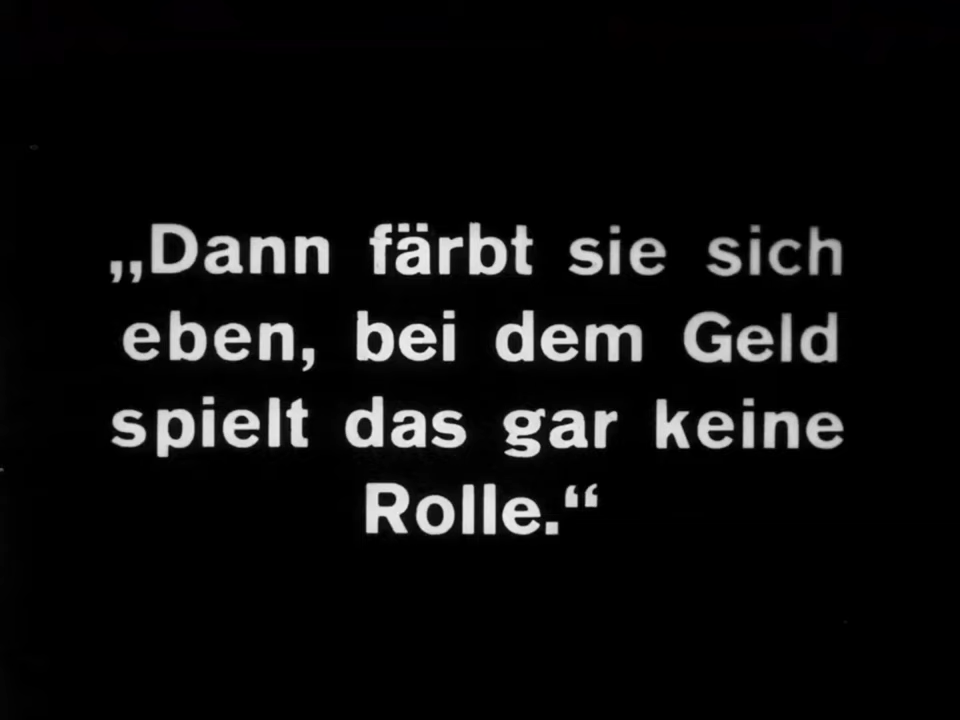 „Dann färbt sie sich
eben, bei dem Geld
spielt das gar keine
Rolle.“